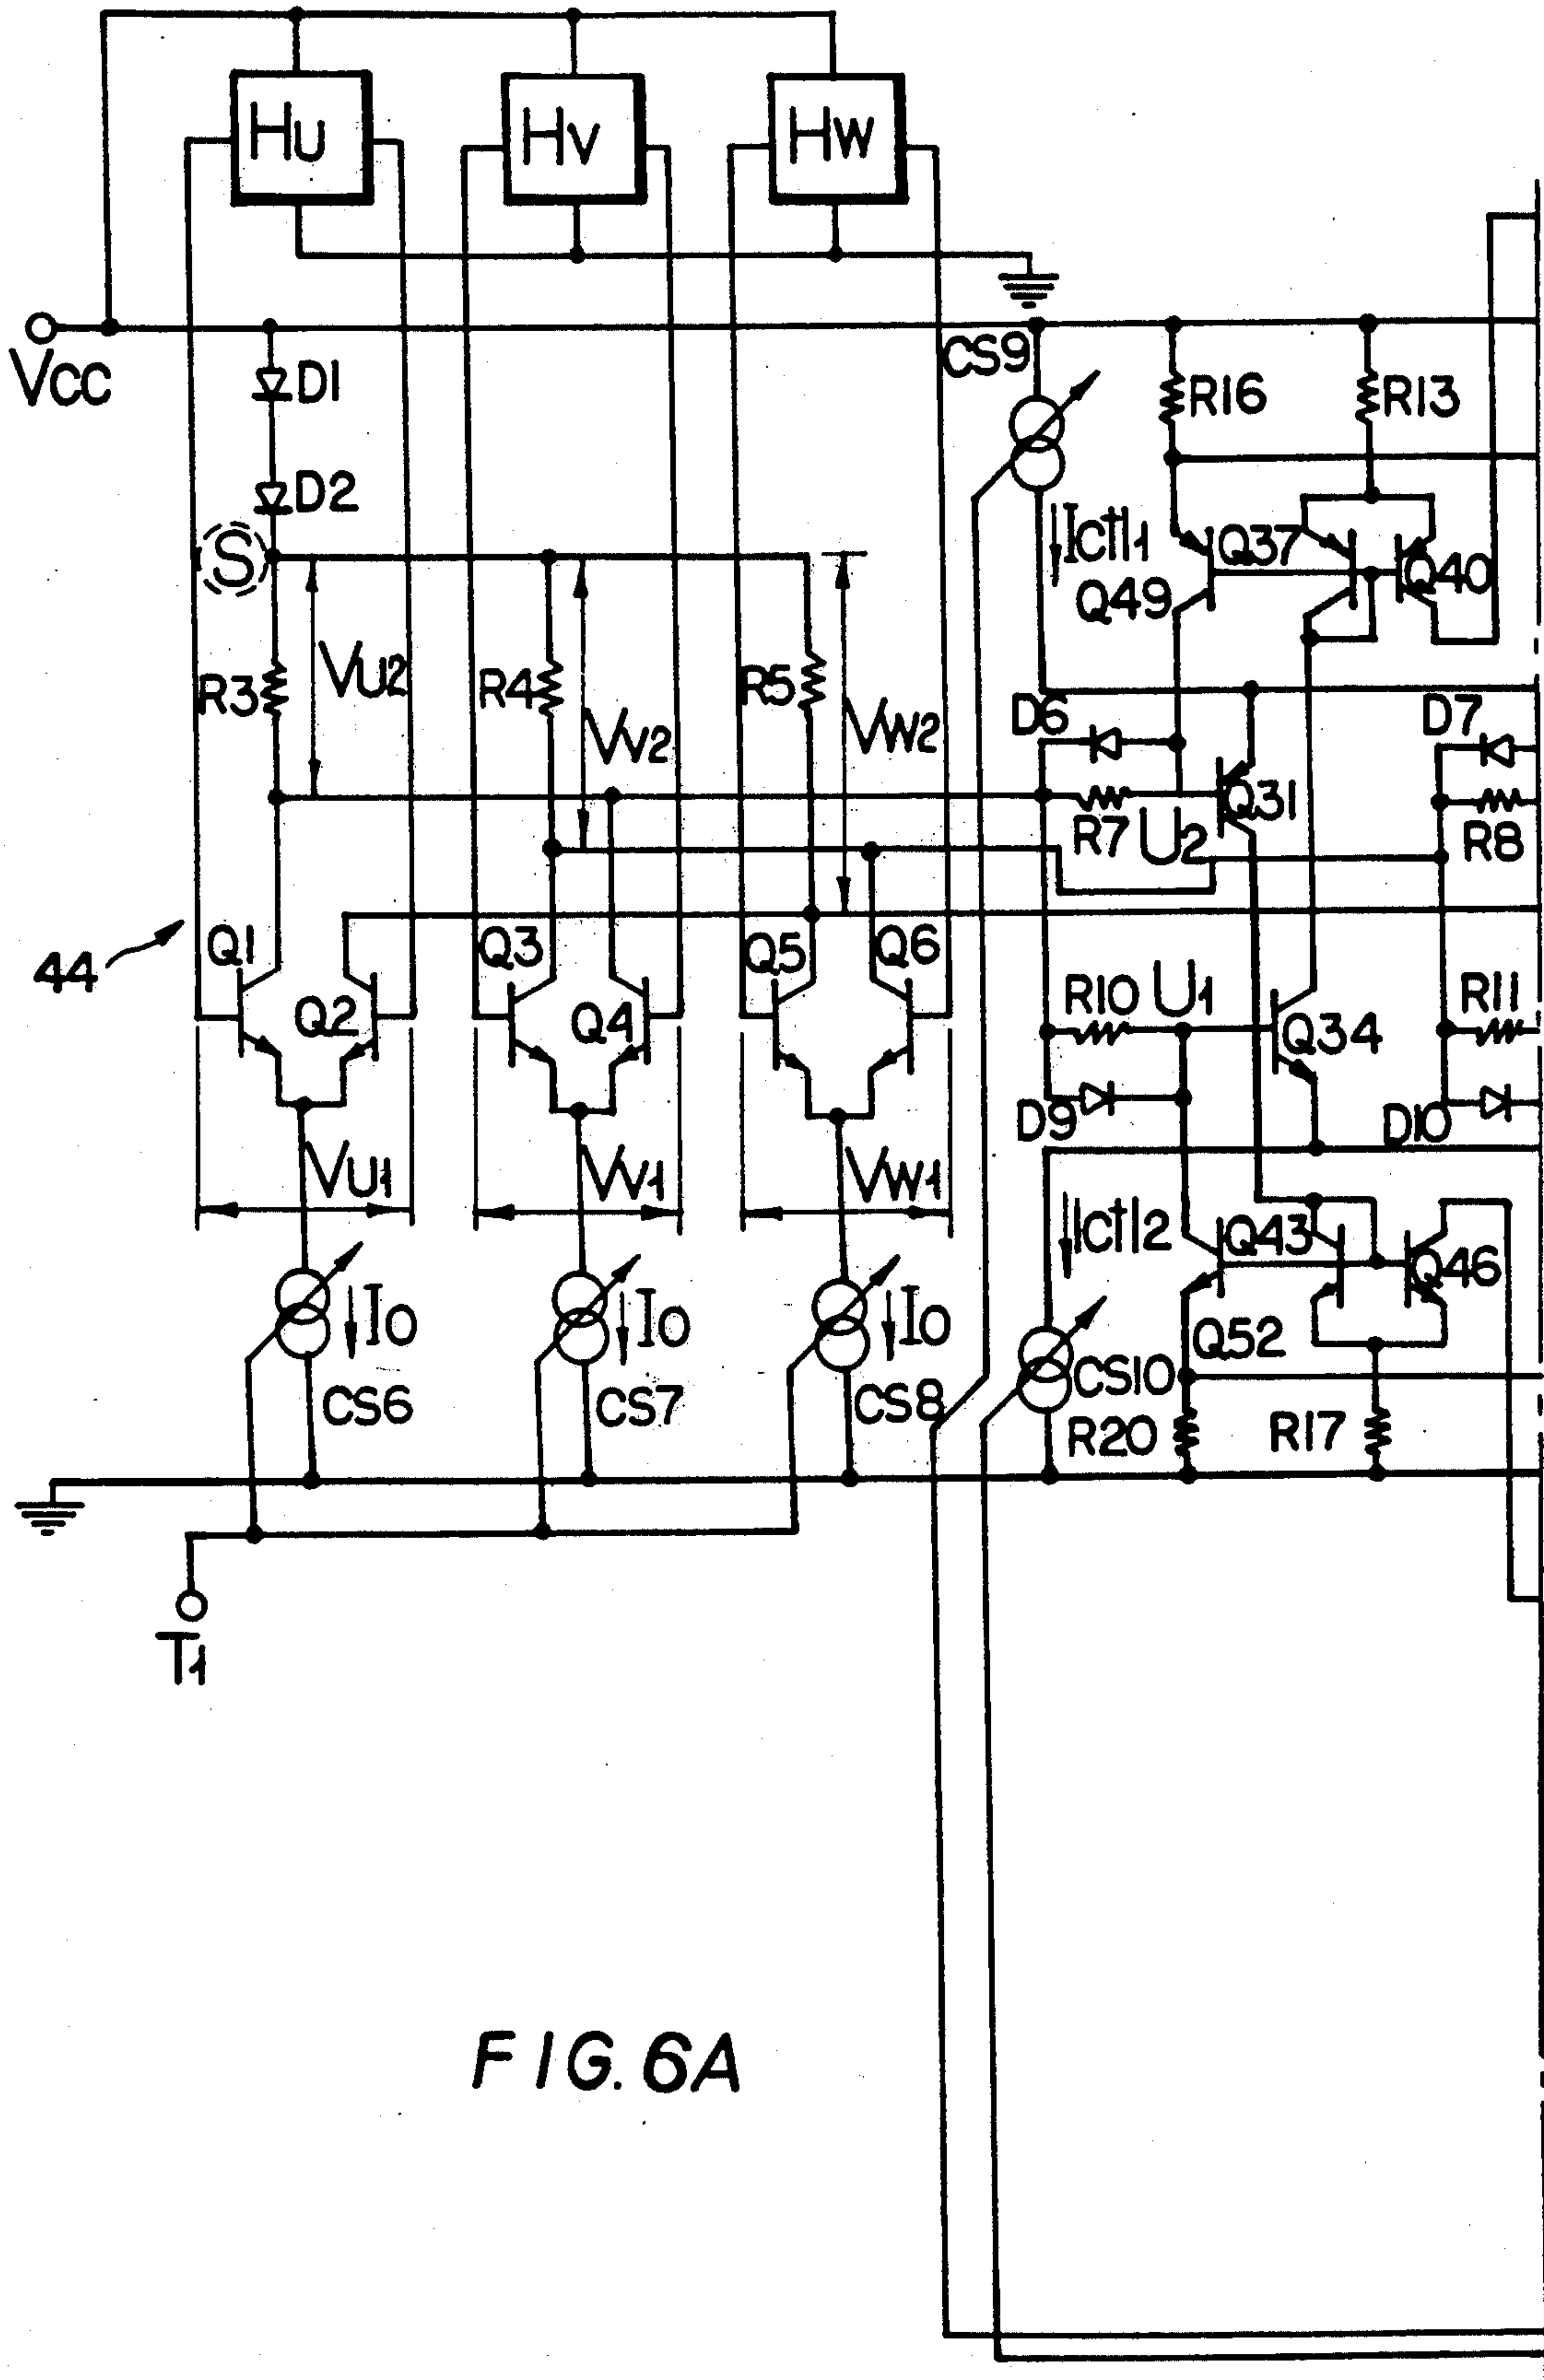 HU HV HW
VCC
D1
CS9
R16 R13
D2
S
Ictl1 Q37 Q40
Q49
R3 VU2 R4 VV2 R5 VW2
D6 D7
Q31
R7 U2 R8
44 Q1 Q2 Q3 Q4 Q5 Q6
R10 U1 Q34 R11
D9 D10
VU1 VV1 VW1
Ictl2 Q43 Q46
I0 I0 I0
Q52
CS6 CS7 CS8 CS10
R20 R17
T1
FIG. 6A